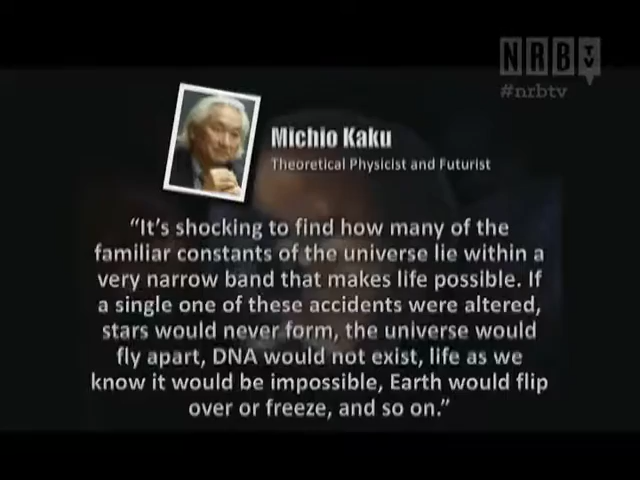 NRB TV
#nrbtv
Michio Kaku
Theoretical Physicist and Futurist
“It’s shocking to find how many of the
familiar constants of the universe lie within a
very narrow band that makes life possible. If
a single one of these accidents were altered,
stars would never form, the universe would
fly apart, DNA would not exist, life as we
know it would be impossible, Earth would flip
over or freeze, and so on.”